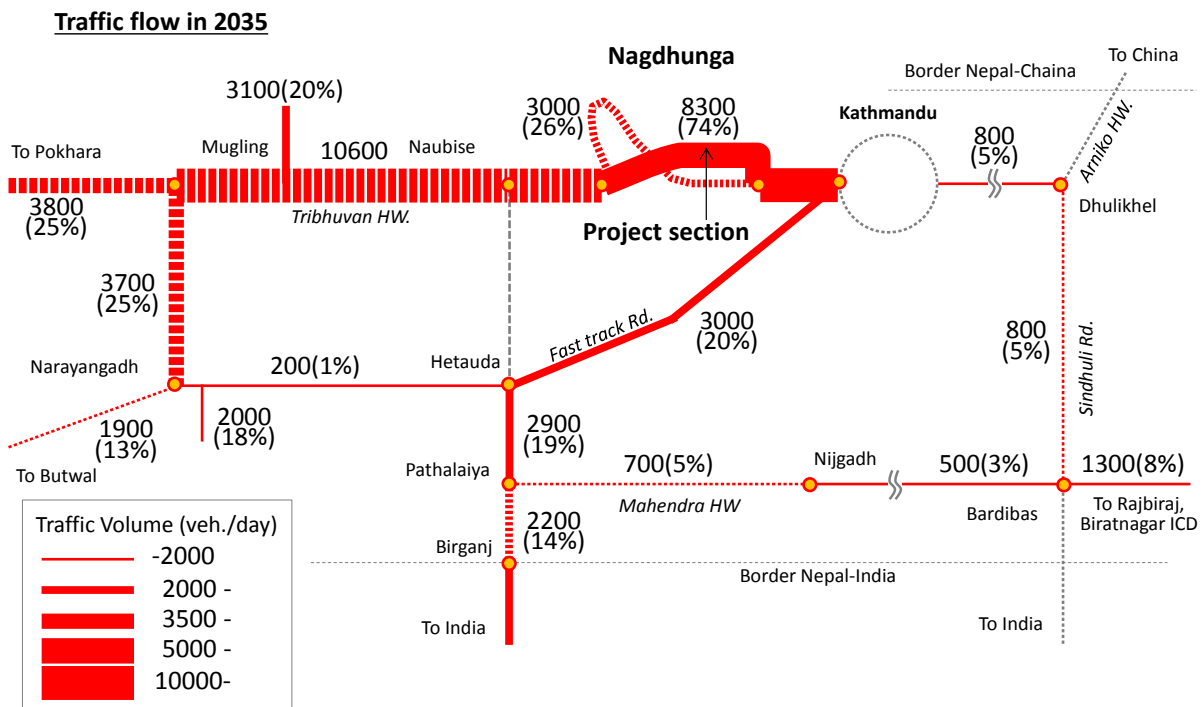 Traffic flow in 2035
To China
Nagdhunga
Border Nepal-Chaina
3100(20%)
3000
(26%)
8300
(74%)
Kathmandu
800
(5%)
Arniko HW.
To Pokhara
Mugling
10600
Naubise
3800
(25%)
Tribhuvan HW.
Project section
Dhulikhel
3700
(25%)
Fast track Rd.
3000
(20%)
800
(5%)
Sindhuli Rd.
Narayangadh
200(1%)
Hetauda
1900
(13%)
2000
(18%)
2900
(19%)
To Butwal
Pathalaiya
700(5%)
Nijgadh
500(3%)
1300(8%)
Mahendra HW
Bardibas
To Rajbiraj,
Biratnagar ICD
2200
(14%)
Birganj
Border Nepal-India
To India
To India
Traffic Volume (veh./day)
-2000
2000 -
3500 -
5000 -
10000-